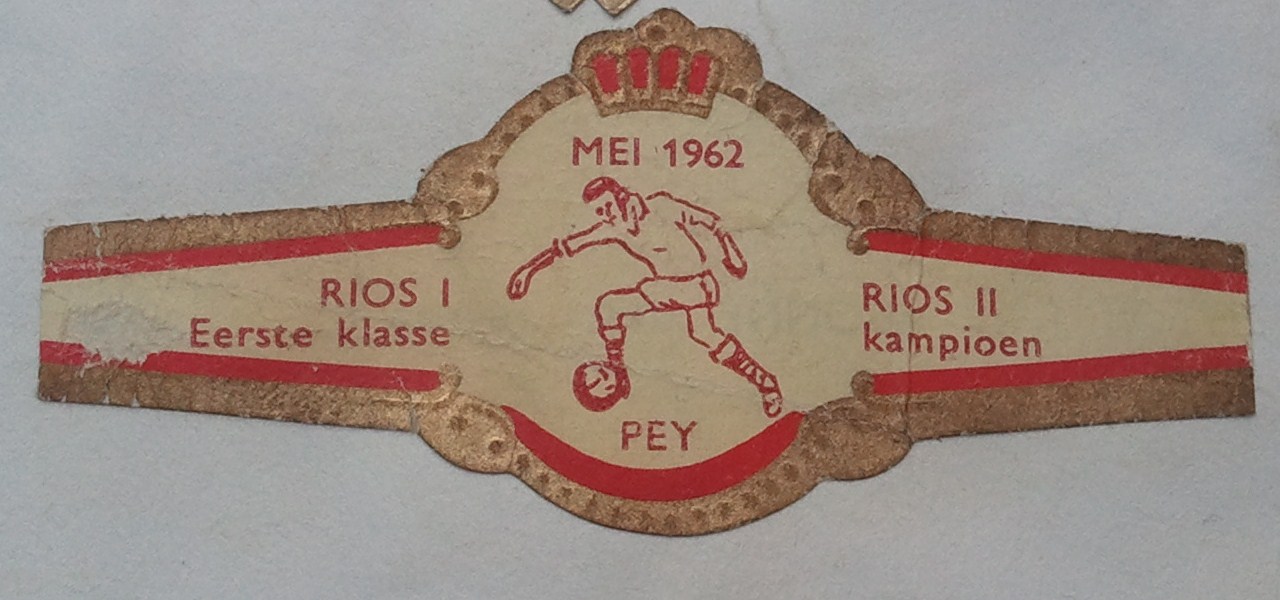 MEI 1962
RIOS I
Eerste klasse
RIOS II
kampioen
PEY